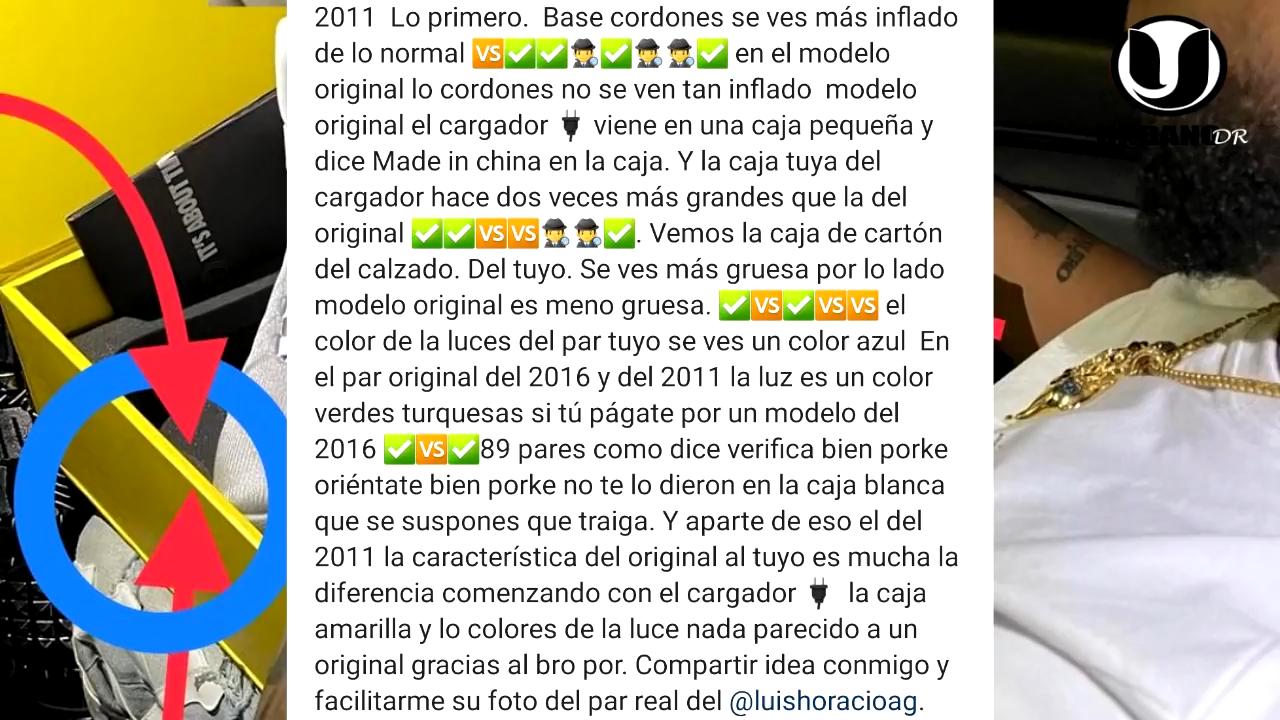 2011 Lo primero. Base cordones se ves más inflado
de lo normal 🆚✅✅🕵️✅🕵️🕵️✅ en el modelo
original lo cordones no se ven tan inflado modelo
original el cargador 🔌 viene en una caja pequeña y
dice Made in china en la caja. Y la caja tuya del
cargador hace dos veces más grandes que la del
original ✅✅🆚🆚🕵️🕵️✅. Vemos la caja de cartón
del calzado. Del tuyo. Se ves más gruesa por lo lado
modelo original es meno gruesa. ✅🆚✅🆚🆚 el
color de la luces del par tuyo se ves un color azul En
el par original del 2016 y del 2011 la luz es un color
verdes turquesas si tú págate por un modelo del
2016 ✅🆚✅89 pares como dice verifica bien porke
oriéntate bien porke no te lo dieron en la caja blanca
que se suspones que traiga. Y aparte de eso el del
2011 la característica del original al tuyo es mucha la
diferencia comenzando con el cargador 🔌 la caja
amarilla y lo colores de la luce nada parecido a un
original gracias al bro por. Compartir idea conmigo y
facilitarme su foto del par real del @luishoracioag.
IT'S ABOUT TIM
DR